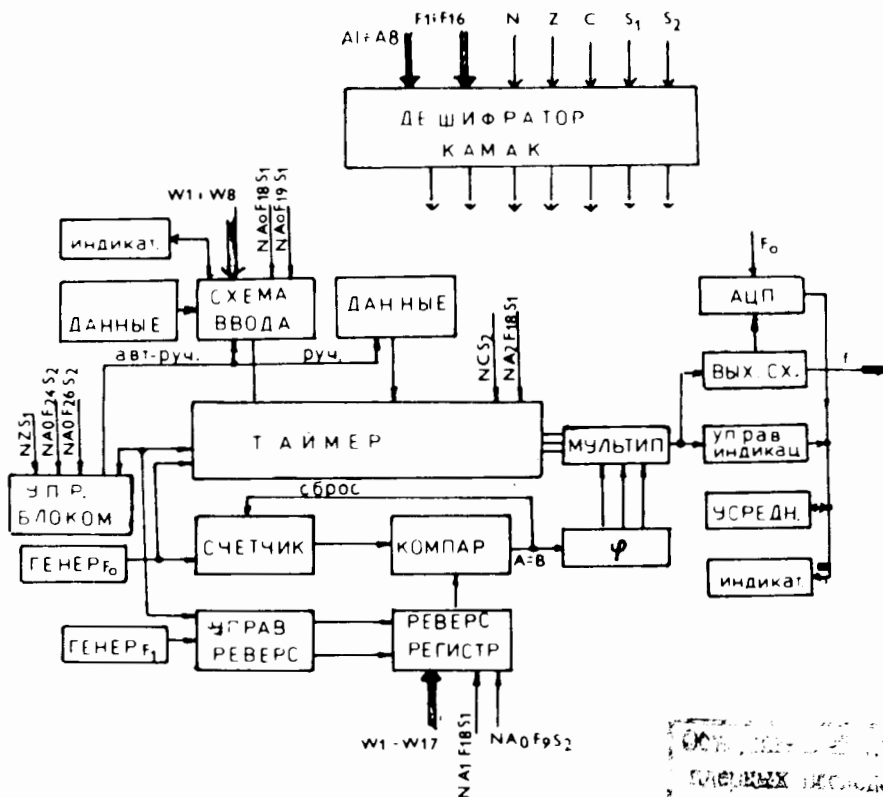 A1÷A8
F1÷F16
N
Z
C
S1
S2
ДЕШИФРАТОР
КАМАК
W1÷W8
NA0F18S1
NA0F19S1
F0
ИНДИКАТ.
ДАННЫЕ
СХЕМА
ВВОДА
ДАННЫЕ
АЦП
авт-руч.
руч.
NCS2
NA2F18S1
ВЫХ. СХ.
f
NZS1
NA0F24S2
NA0F26S2
ТАЙМЕР
МУЛЬТИП
УПРАВ
ИНДИКАЦ
УПР.
БЛОКОМ
сброс
УСРЕДН.
ГЕНЕР F0
СЧЕТЧИК
КОМПАР
A=B
φ
ИНДИКАТ.
ГЕНЕР F1
УПРАВ
РЕВЕРС
РЕВЕРС
РЕГИСТР
W1-W17
NA1F18S1
NA0F9S2
ядерных